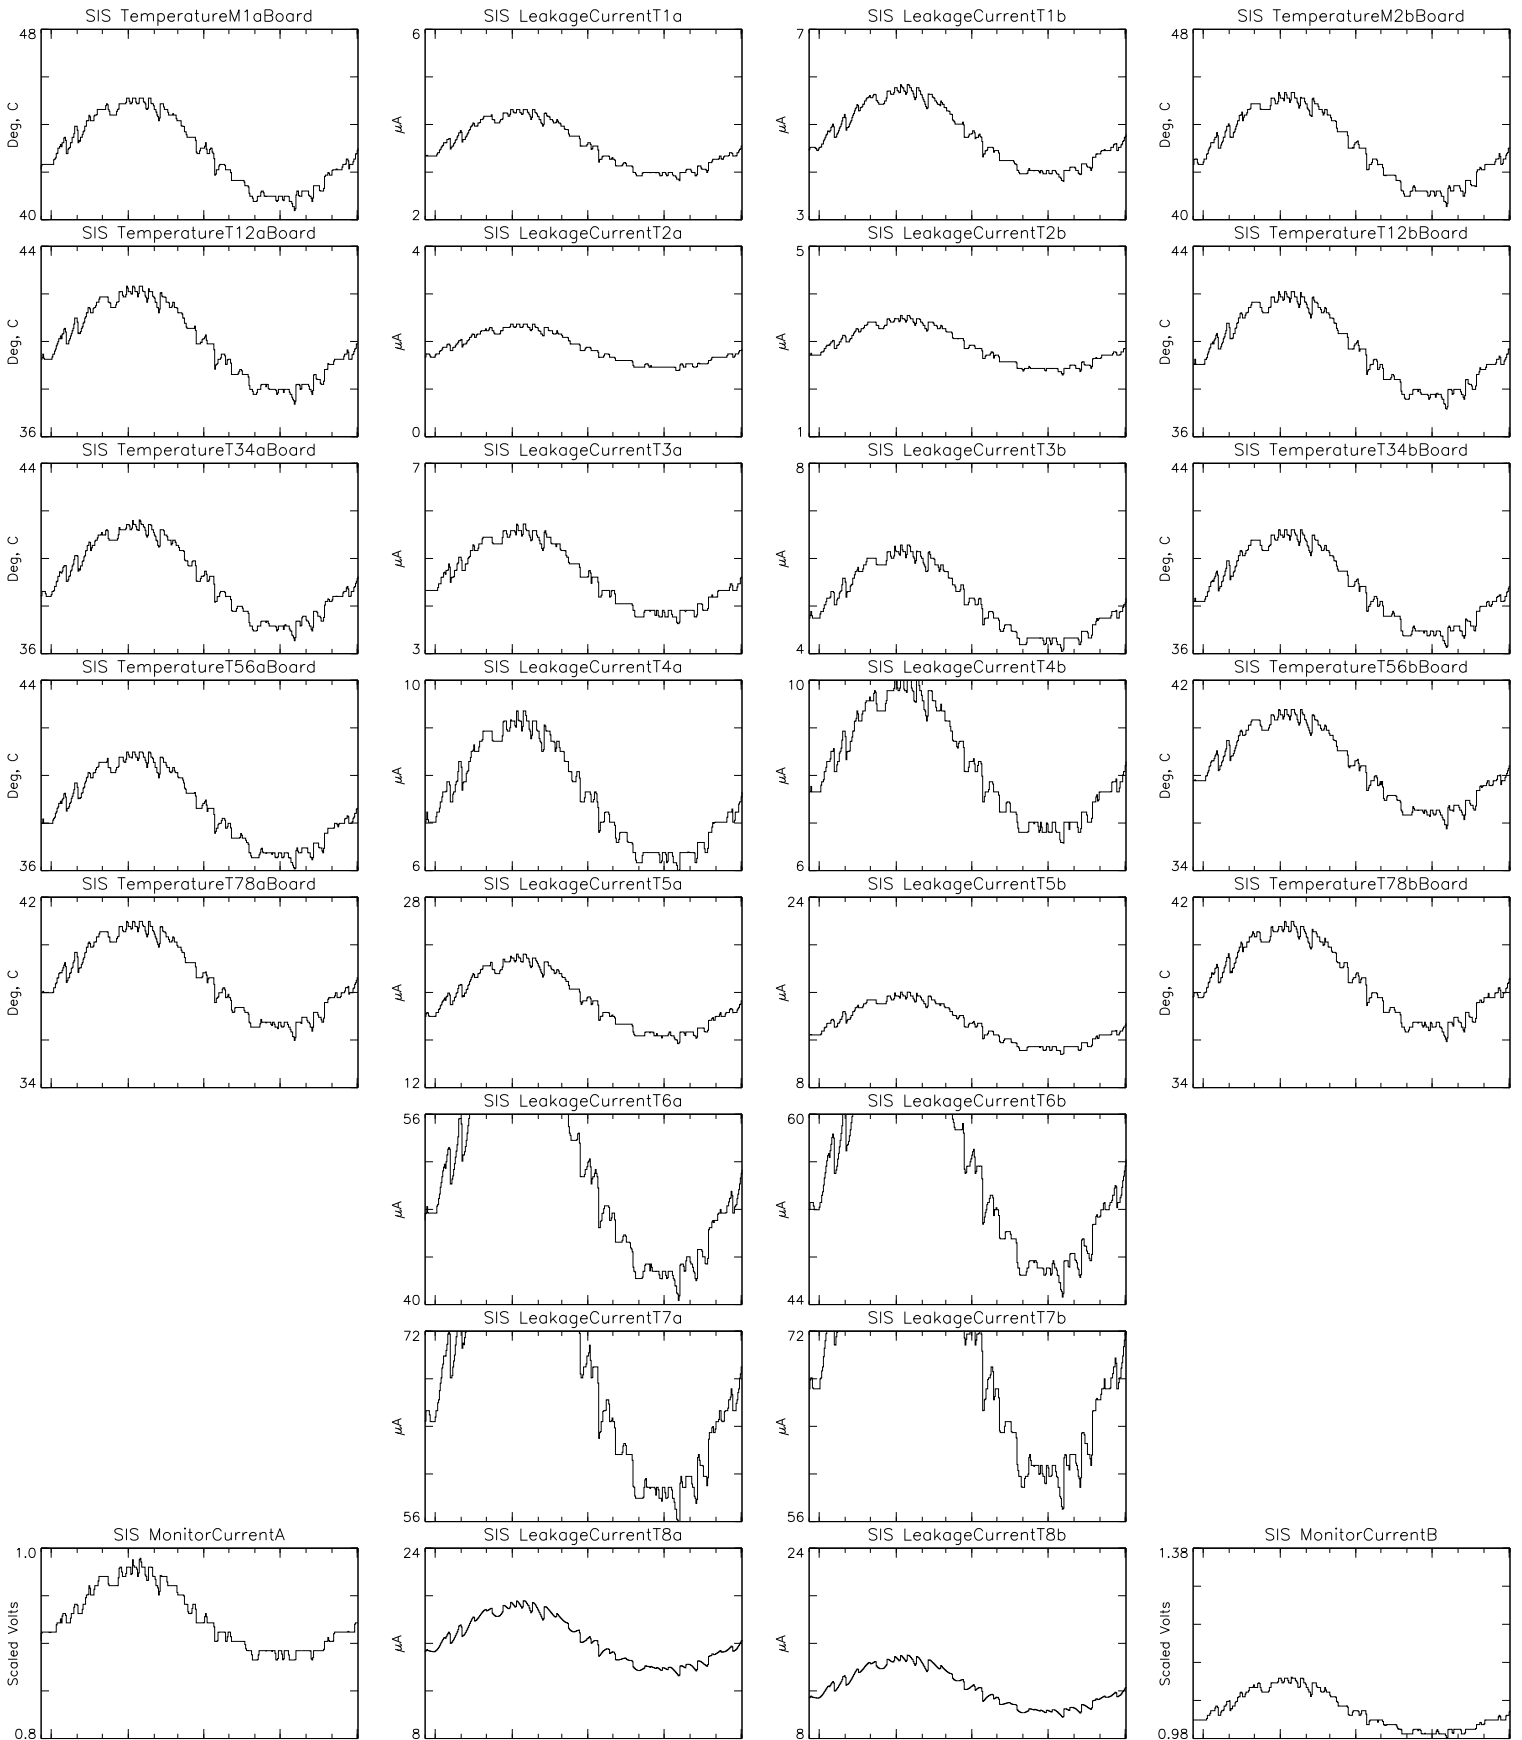 SIS TemperatureM1aBoard
SIS LeakageCurrentT1a
SIS LeakageCurrentT1b
SIS TemperatureM2bBoard
48
6
7
48
Deg, C
μA
μA
Deg, C
40
2
3
40
SIS TemperatureT12aBoard
SIS LeakageCurrentT2a
SIS LeakageCurrentT2b
SIS TemperatureT12bBoard
44
4
5
44
Deg, C
μA
μA
Deg, C
36
0
1
36
SIS TemperatureT34aBoard
SIS LeakageCurrentT3a
SIS LeakageCurrentT3b
SIS TemperatureT34bBoard
44
7
8
44
Deg, C
μA
μA
Deg, C
36
3
4
36
SIS TemperatureT56aBoard
SIS LeakageCurrentT4a
SIS LeakageCurrentT4b
SIS TemperatureT56bBoard
44
10
10
42
Deg, C
μA
μA
Deg, C
36
6
6
34
SIS TemperatureT78aBoard
SIS LeakageCurrentT5a
SIS LeakageCurrentT5b
SIS TemperatureT78bBoard
42
28
24
42
Deg, C
μA
μA
Deg, C
34
12
8
34
SIS LeakageCurrentT6a
SIS LeakageCurrentT6b
56
60
μA
μA
40
44
SIS LeakageCurrentT7a
SIS LeakageCurrentT7b
72
72
μA
μA
56
56
SIS MonitorCurrentA
SIS LeakageCurrentT8a
SIS LeakageCurrentT8b
SIS MonitorCurrentB
1.0
24
24
1.38
Scaled Volts
μA
μA
Scaled Volts
0.8
8
8
0.98